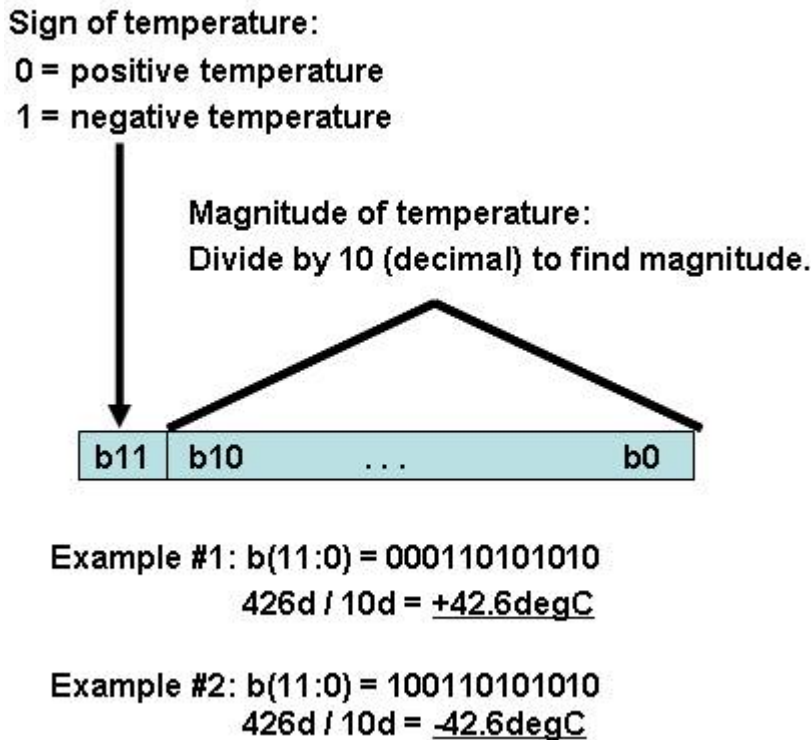 Sign of temperature:
0 = positive temperature
1 = negative temperature
Magnitude of temperature:
Divide by 10 (decimal) to find magnitude.
b11 b10 . . . b0
Example #1: b(11:0) = 000110101010
426d / 10d = +42.6degC
Example #2: b(11:0) = 100110101010
426d / 10d = -42.6degC